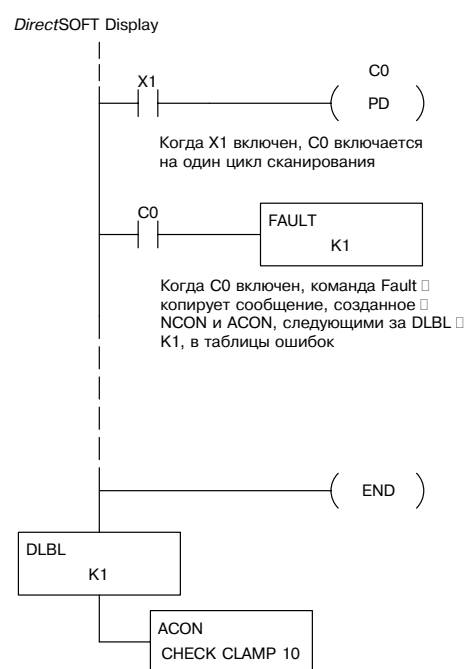 DirectSOFT Display
X1
C0
PD
Когда X1 включен, C0 включается
на один цикл сканирования
C0
FAULT
K1
Когда C0 включен, команда Fault
копирует сообщение, созданное
NCON и ACON, следующими за DLBL
K1, в таблицы ошибок
END
DLBL
K1
ACON
CHECK CLAMP 10